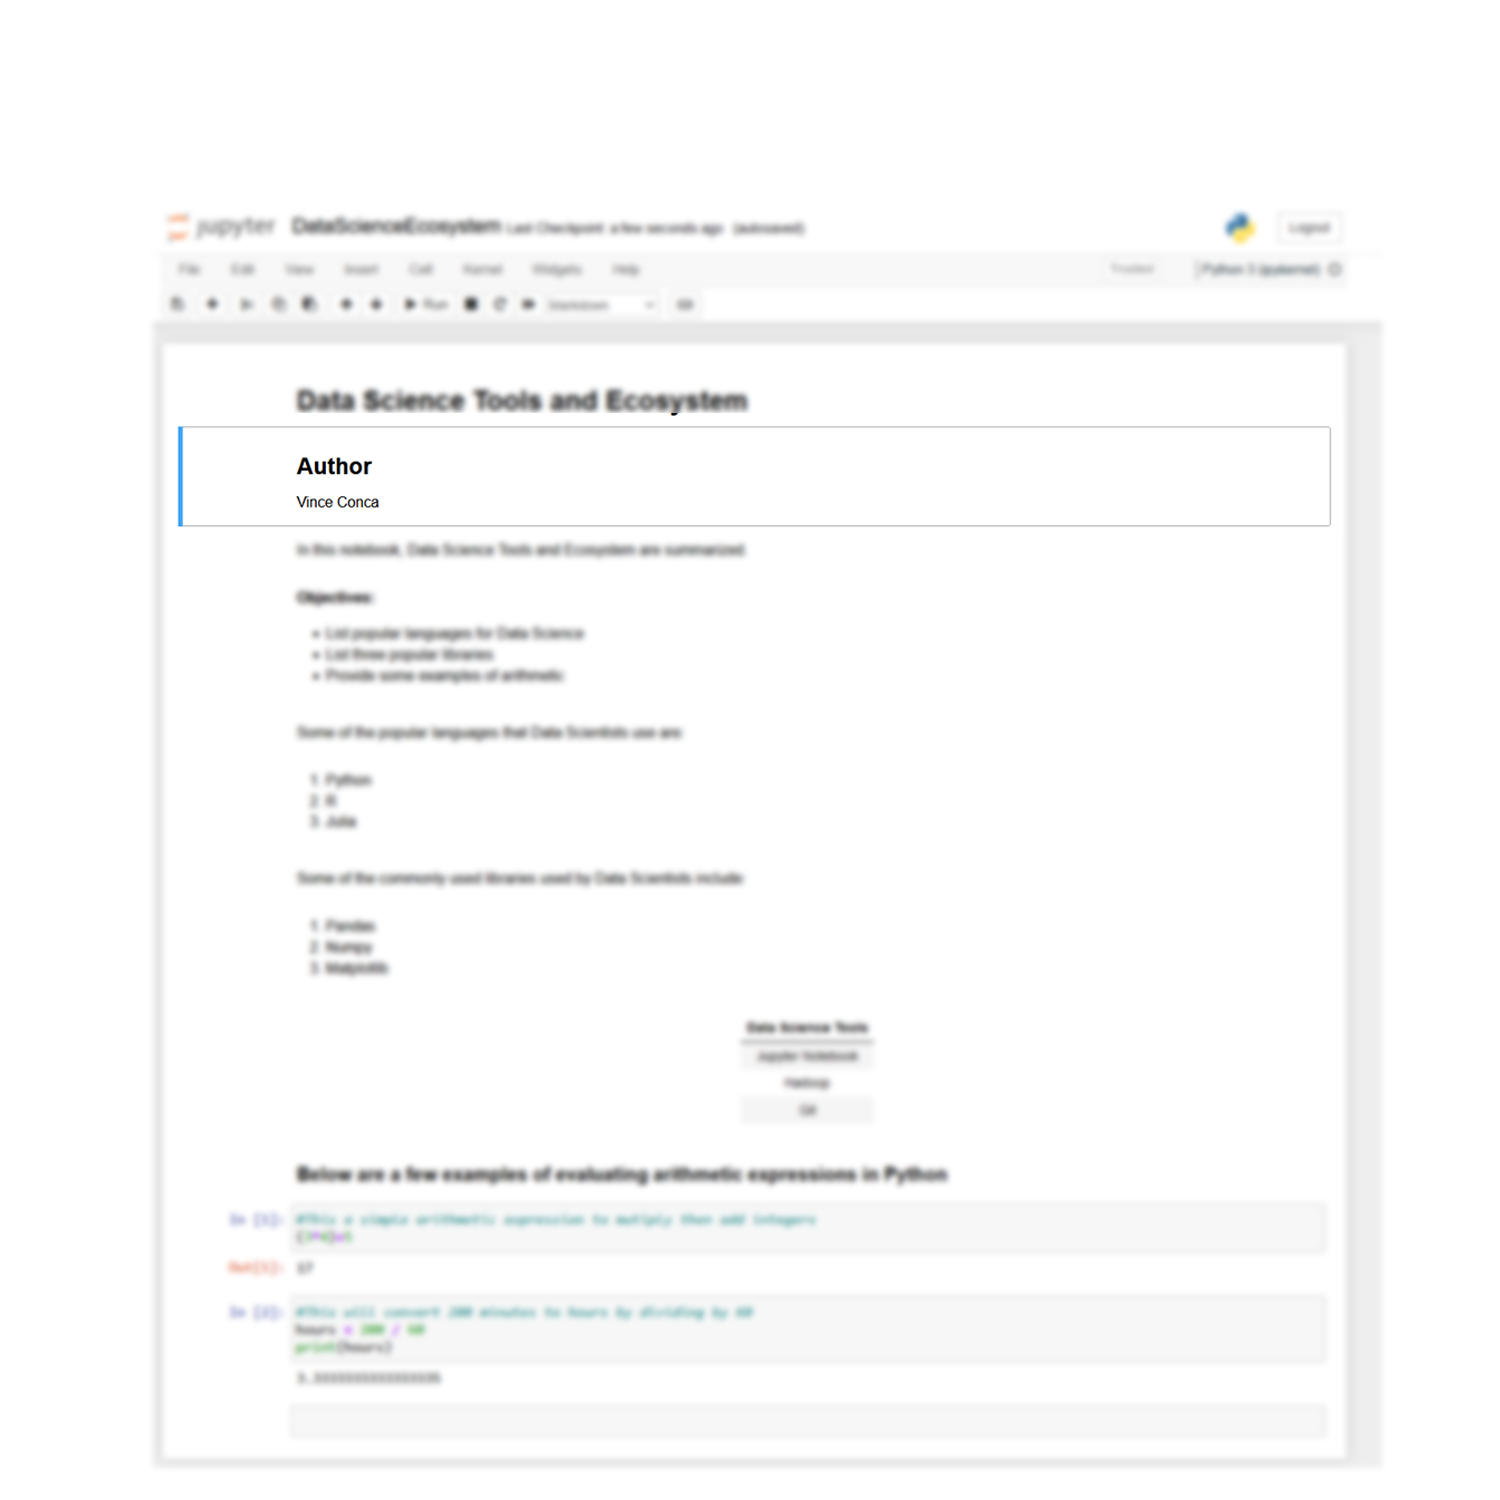 jupyter DataScienceEcosystem Last Checkpoint: a few seconds ago (autosaved) Logout
File Edit View Insert Cell Kernel Widgets Help Trusted Python 3 (ipykernel)
Run Markdown
Data Science Tools and Ecosystem
Author
Vince Conca
In this notebook, Data Science Tools and Ecosystem are summarized.
Objectives:
• List popular languages for Data Science
• List three popular libraries
• Provide some examples of arithmetic
Some of the popular languages that Data Scientists use are:
1. Python
2. R
3. Julia
Some of the commonly used libraries used by Data Scientists include:
1. Pandas
2. Numpy
3. Matplotlib
Data Science Tools
Jupyter Notebook
Hadoop
Git
Below are a few examples of evaluating arithmetic expressions in Python
In [1]: #This a simple arithmetic expression to mutiply then add integers
(3*4)+5
Out[1]: 17
In [2]: #This will convert 200 minutes to hours by dividing by 60
hours = 200 / 60
print(hours)